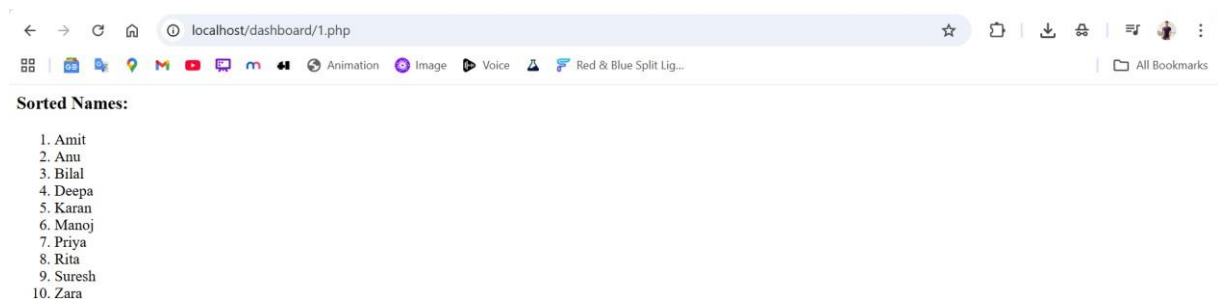 localhost/dashboard/1.php
Animation Image Voice Red & Blue Split Lig... All Bookmarks
Sorted Names:
1. Amit
2. Anu
3. Bilal
4. Deepa
5. Karan
6. Manoj
7. Priya
8. Rita
9. Suresh
10. Zara